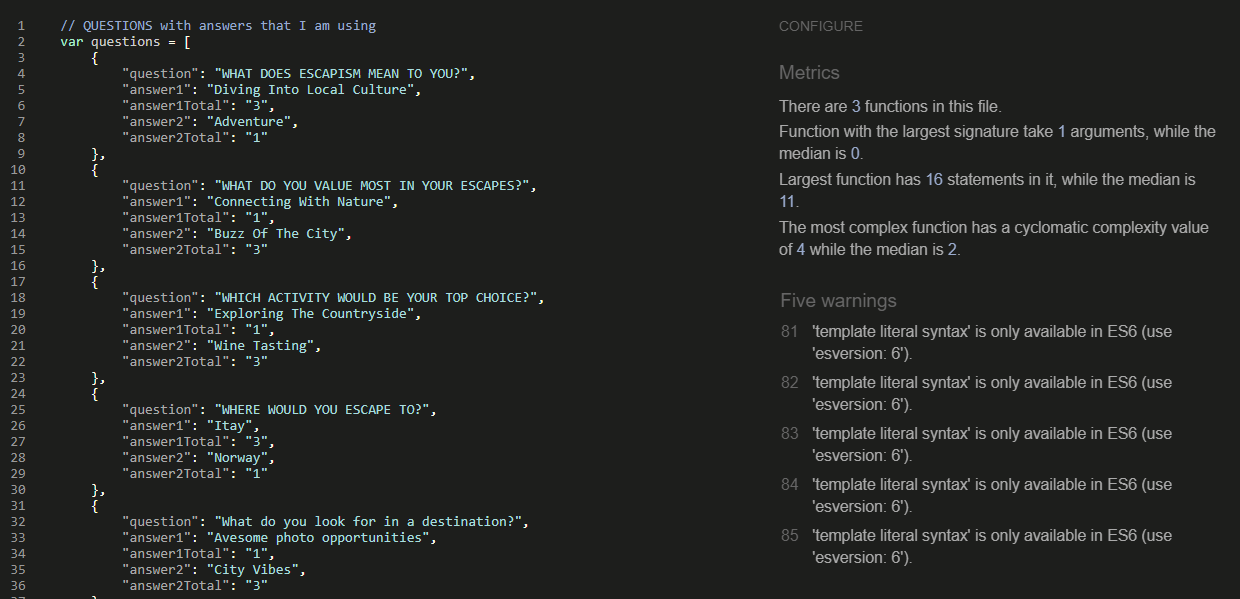 1 // QUESTIONS with answers that I am using
2 var questions = [
3 {
4 "question": "WHAT DOES ESCAPISM MEAN TO YOU?",
5 "answer1": "Diving Into Local Culture",
6 "answer1Total": "3",
7 "answer2": "Adventure",
8 "answer2Total": "1"
9 },
10 {
11 "question": "WHAT DO YOU VALUE MOST IN YOUR ESCAPES?",
12 "answer1": "Connecting With Nature",
13 "answer1Total": "1",
14 "answer2": "Buzz Of The City",
15 "answer2Total": "3"
16 },
17 {
18 "question": "WHICH ACTIVITY WOULD BE YOUR TOP CHOICE?",
19 "answer1": "Exploring The Countryside",
20 "answer1Total": "1",
21 "answer2": "Wine Tasting",
22 "answer2Total": "3"
23 },
24 {
25 "question": "WHERE WOULD YOU ESCAPE TO?",
26 "answer1": "Itay",
27 "answer1Total": "3",
28 "answer2": "Norway",
29 "answer2Total": "1"
30 },
31 {
32 "question": "What do you look for in a destination?",
33 "answer1": "Avesome photo opportunities",
34 "answer1Total": "1",
35 "answer2": "City Vibes",
36 "answer2Total": "3"
CONFIGURE
Metrics
There are 3 functions in this file.
Function with the largest signature take 1 arguments, while the
median is 0.
Largest function has 16 statements in it, while the median is
11.
The most complex function has a cyclomatic complexity value
of 4 while the median is 2.
Five warnings
81 'template literal syntax' is only available in ES6 (use
'esversion: 6').
82 'template literal syntax' is only available in ES6 (use
'esversion: 6').
83 'template literal syntax' is only available in ES6 (use
'esversion: 6').
84 'template literal syntax' is only available in ES6 (use
'esversion: 6').
85 'template literal syntax' is only available in ES6 (use
'esversion: 6').